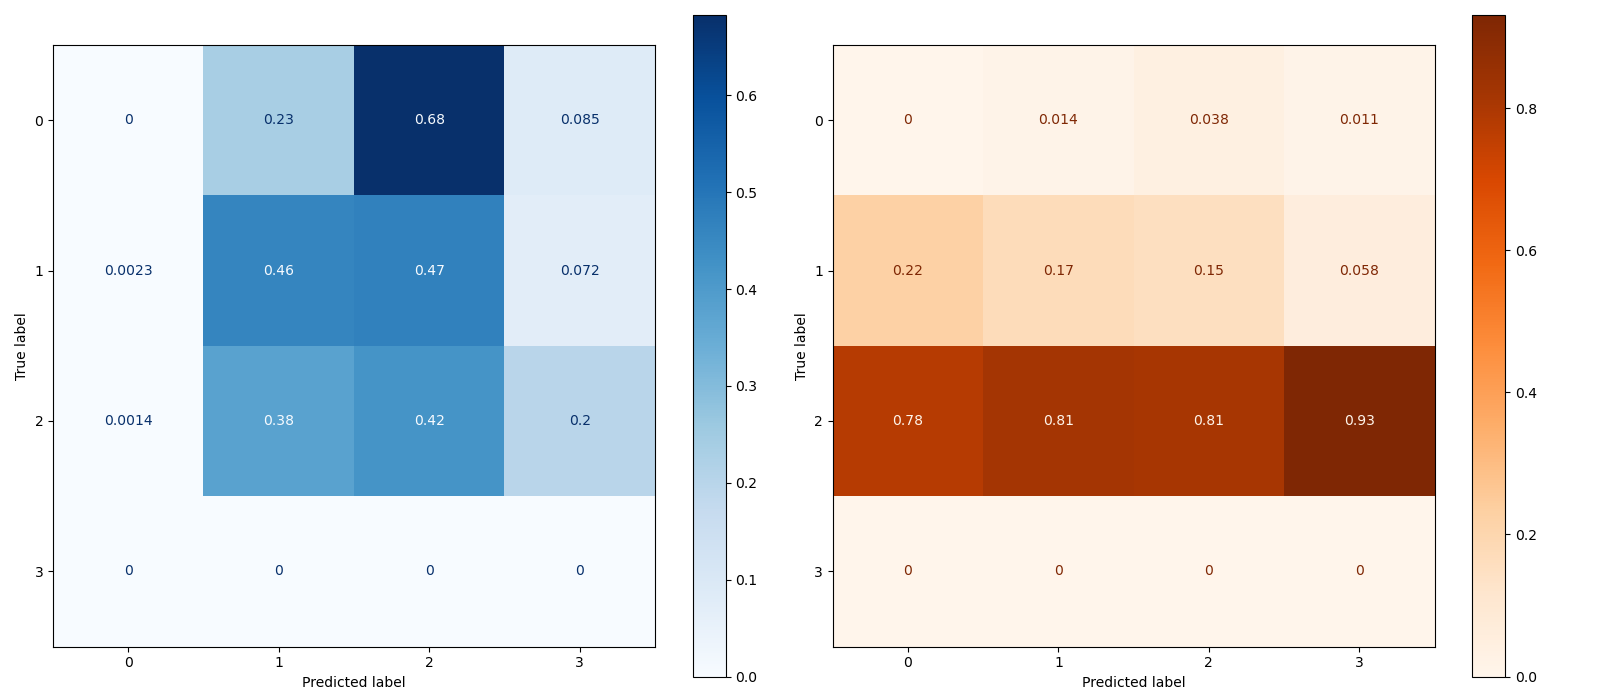 0 0 0.23 0.68 0.085
1 0.0023 0.46 0.47 0.072
2 0.0014 0.38 0.42 0.2
3 0 0 0 0
0 1 2 3
Predicted label
True label
0.6
0.5
0.4
0.3
0.2
0.1
0.0
0 0 0.014 0.038 0.011
1 0.22 0.17 0.15 0.058
2 0.78 0.81 0.81 0.93
3 0 0 0 0
0 1 2 3
Predicted label
True label
0.8
0.6
0.4
0.2
0.0